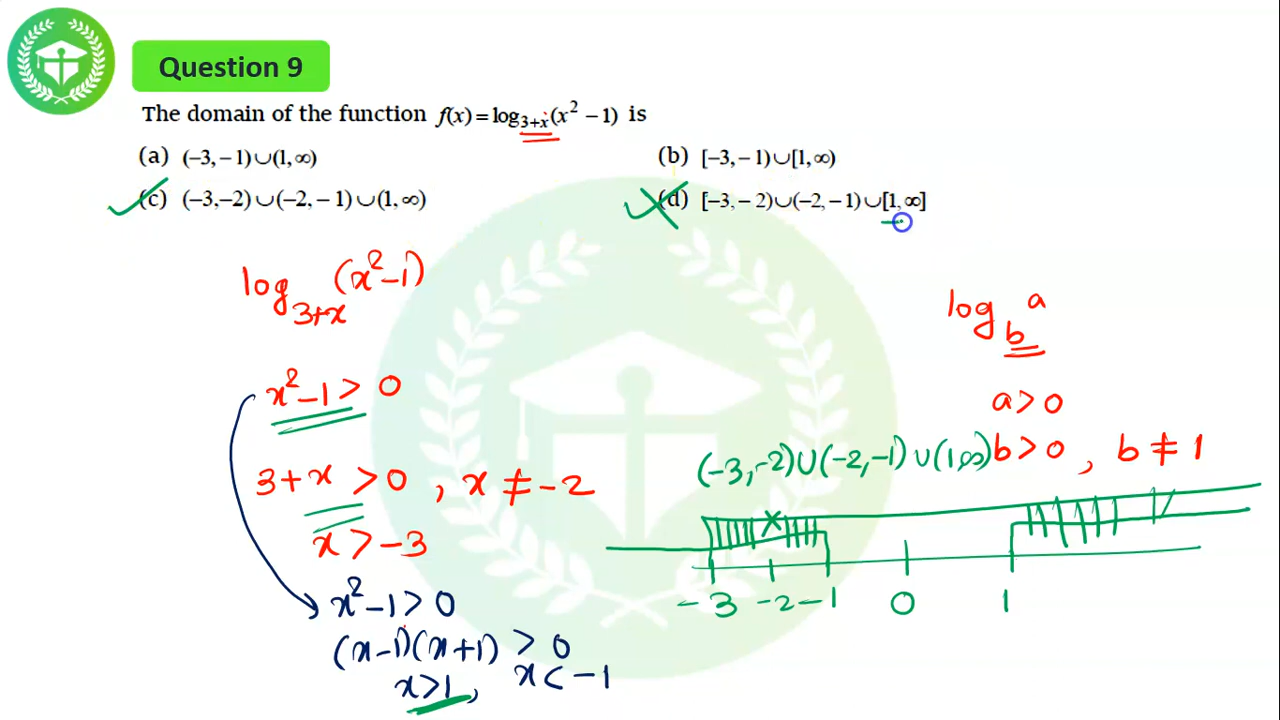 Question 9
The domain of the function f(x) = log₃₊ₓ(x² − 1) is
(a) (−3, − 1)∪(1, ∞)
(b) [−3, − 1)∪[1, ∞)
(c) (−3, −2)∪(−2, − 1)∪(1, ∞)
(d) [−3, − 2)∪(−2, − 1)∪[1, ∞]
log₃₊ₓ (x²−1)
log_b a
x²−1 > 0
a > 0
(−3,−2)∪(−2,−1)∪(1,∞) b > 0 , b ≠ 1
3+x > 0 , x ≠ −2
x > −3
−3 −2 −1 0 1
x²−1 > 0
(x−1)(x+1) > 0
x>1, x < −1